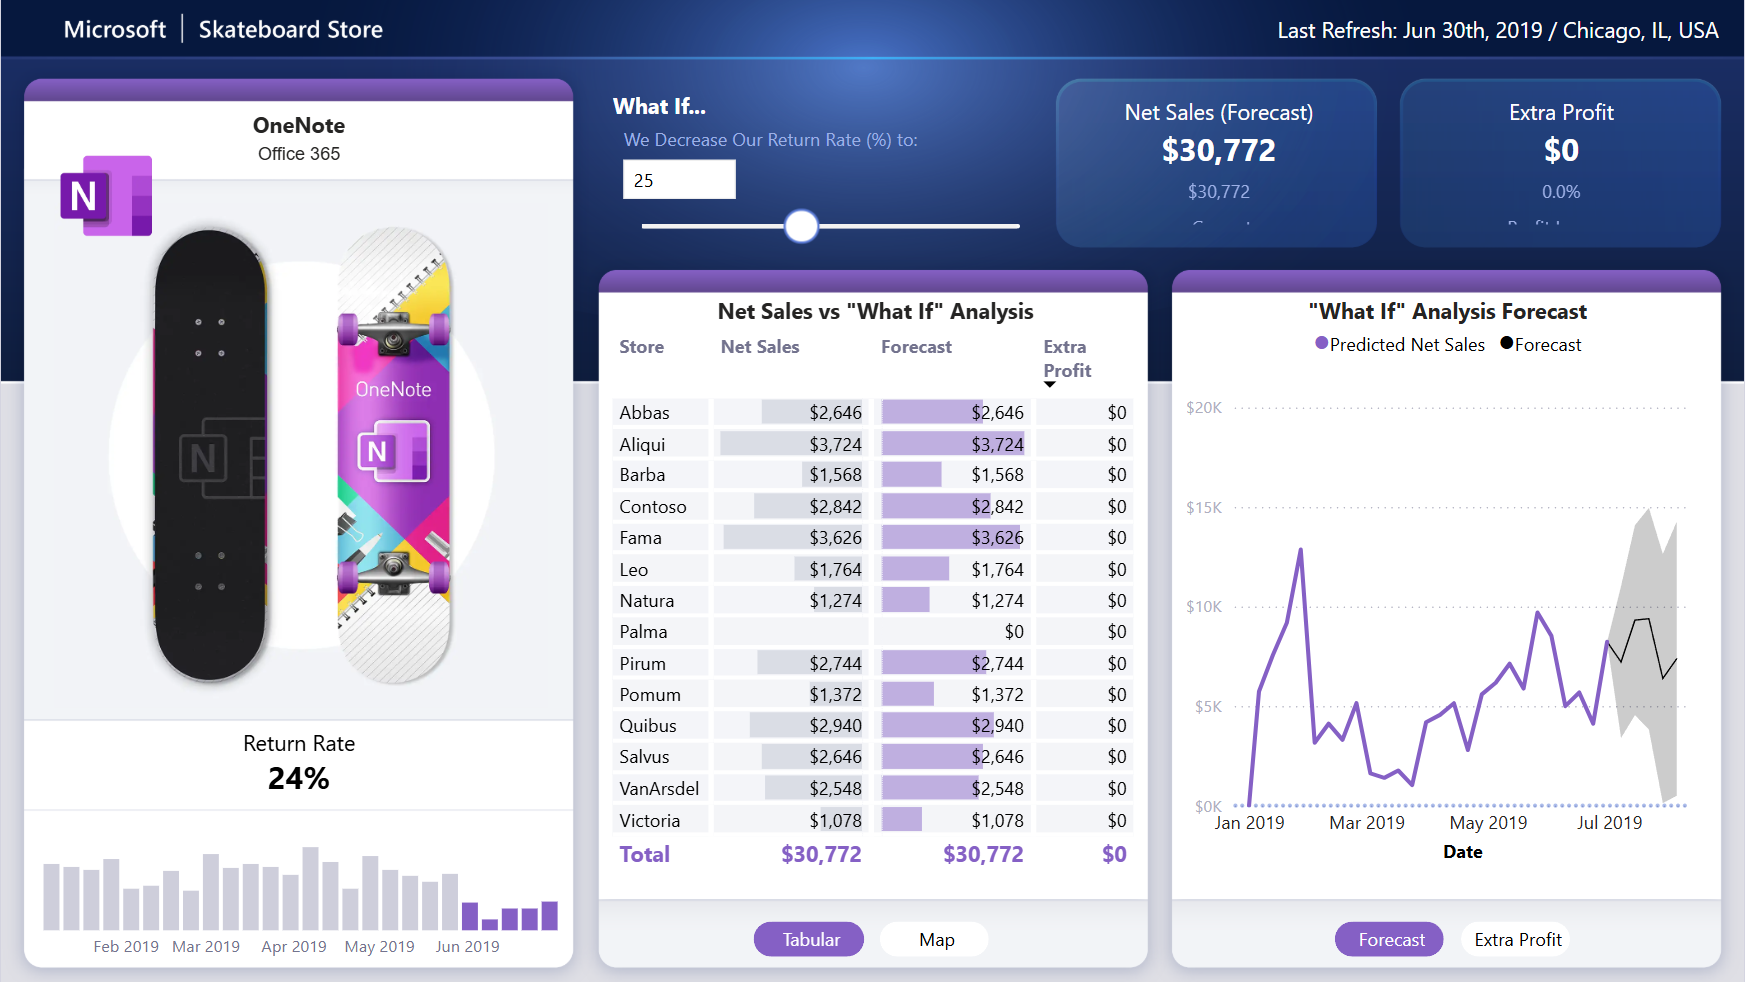 Microsoft | Skateboard Store
Last Refresh: Jun 30th, 2019 / Chicago, IL, USA
OneNote
Office 365
N
OneNote
N
N
Return Rate
24%
Feb 2019 Mar 2019 Apr 2019 May 2019 Jun 2019
What If...
We Decrease Our Return Rate (%) to:
25
Net Sales (Forecast)
$30,772
$30,772
Extra Profit
$0
0.0%
Net Sales vs "What If" Analysis
Store Net Sales Forecast Extra Profit
Abbas $2,646 $2,646 $0
Aliqui $3,724 $3,724 $0
Barba $1,568 $1,568 $0
Contoso $2,842 $2,842 $0
Fama $3,626 $3,626 $0
Leo $1,764 $1,764 $0
Natura $1,274 $1,274 $0
Palma $0 $0
Pirum $2,744 $2,744 $0
Pomum $1,372 $1,372 $0
Quibus $2,940 $2,940 $0
Salvus $2,646 $2,646 $0
VanArsdel $2,548 $2,548 $0
Victoria $1,078 $1,078 $0
Total $30,772 $30,772 $0
Tabular Map
"What If" Analysis Forecast
Predicted Net Sales Forecast
$20K
$15K
$10K
$5K
$0K
Jan 2019 Mar 2019 May 2019 Jul 2019
Date
Forecast Extra Profit